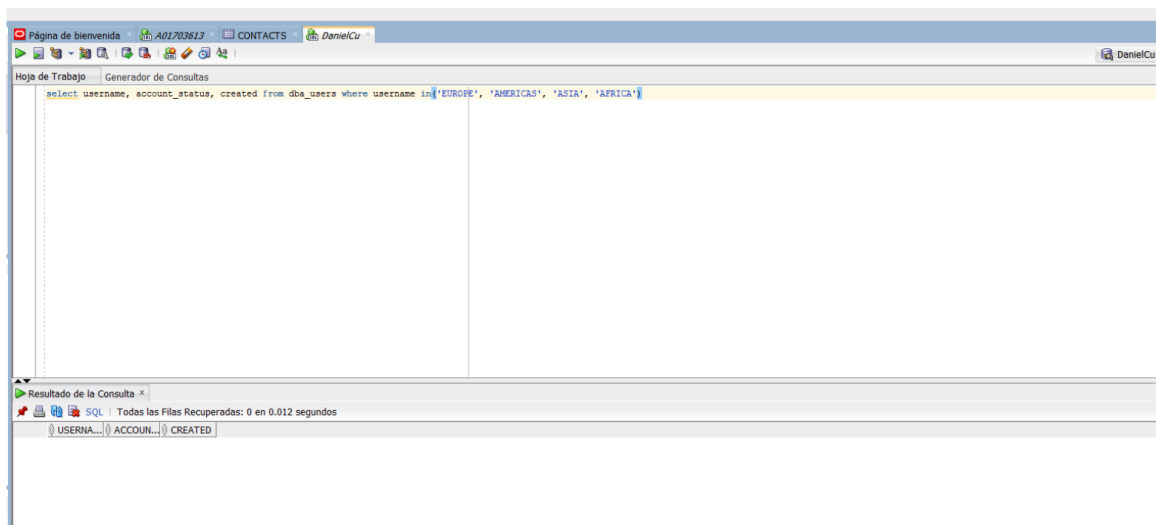 Página de bienvenida A01703613 CONTACTS DanielCu
DanielCu
Hoja de Trabajo Generador de Consultas
select username, account_status, created from dba_users where username in('EUROPE', 'AMERICAS', 'ASIA', 'AFRICA')
Resultado de la Consulta
SQL Todas las Filas Recuperadas: 0 en 0.012 segundos
USERNA... ACCOUN... CREATED